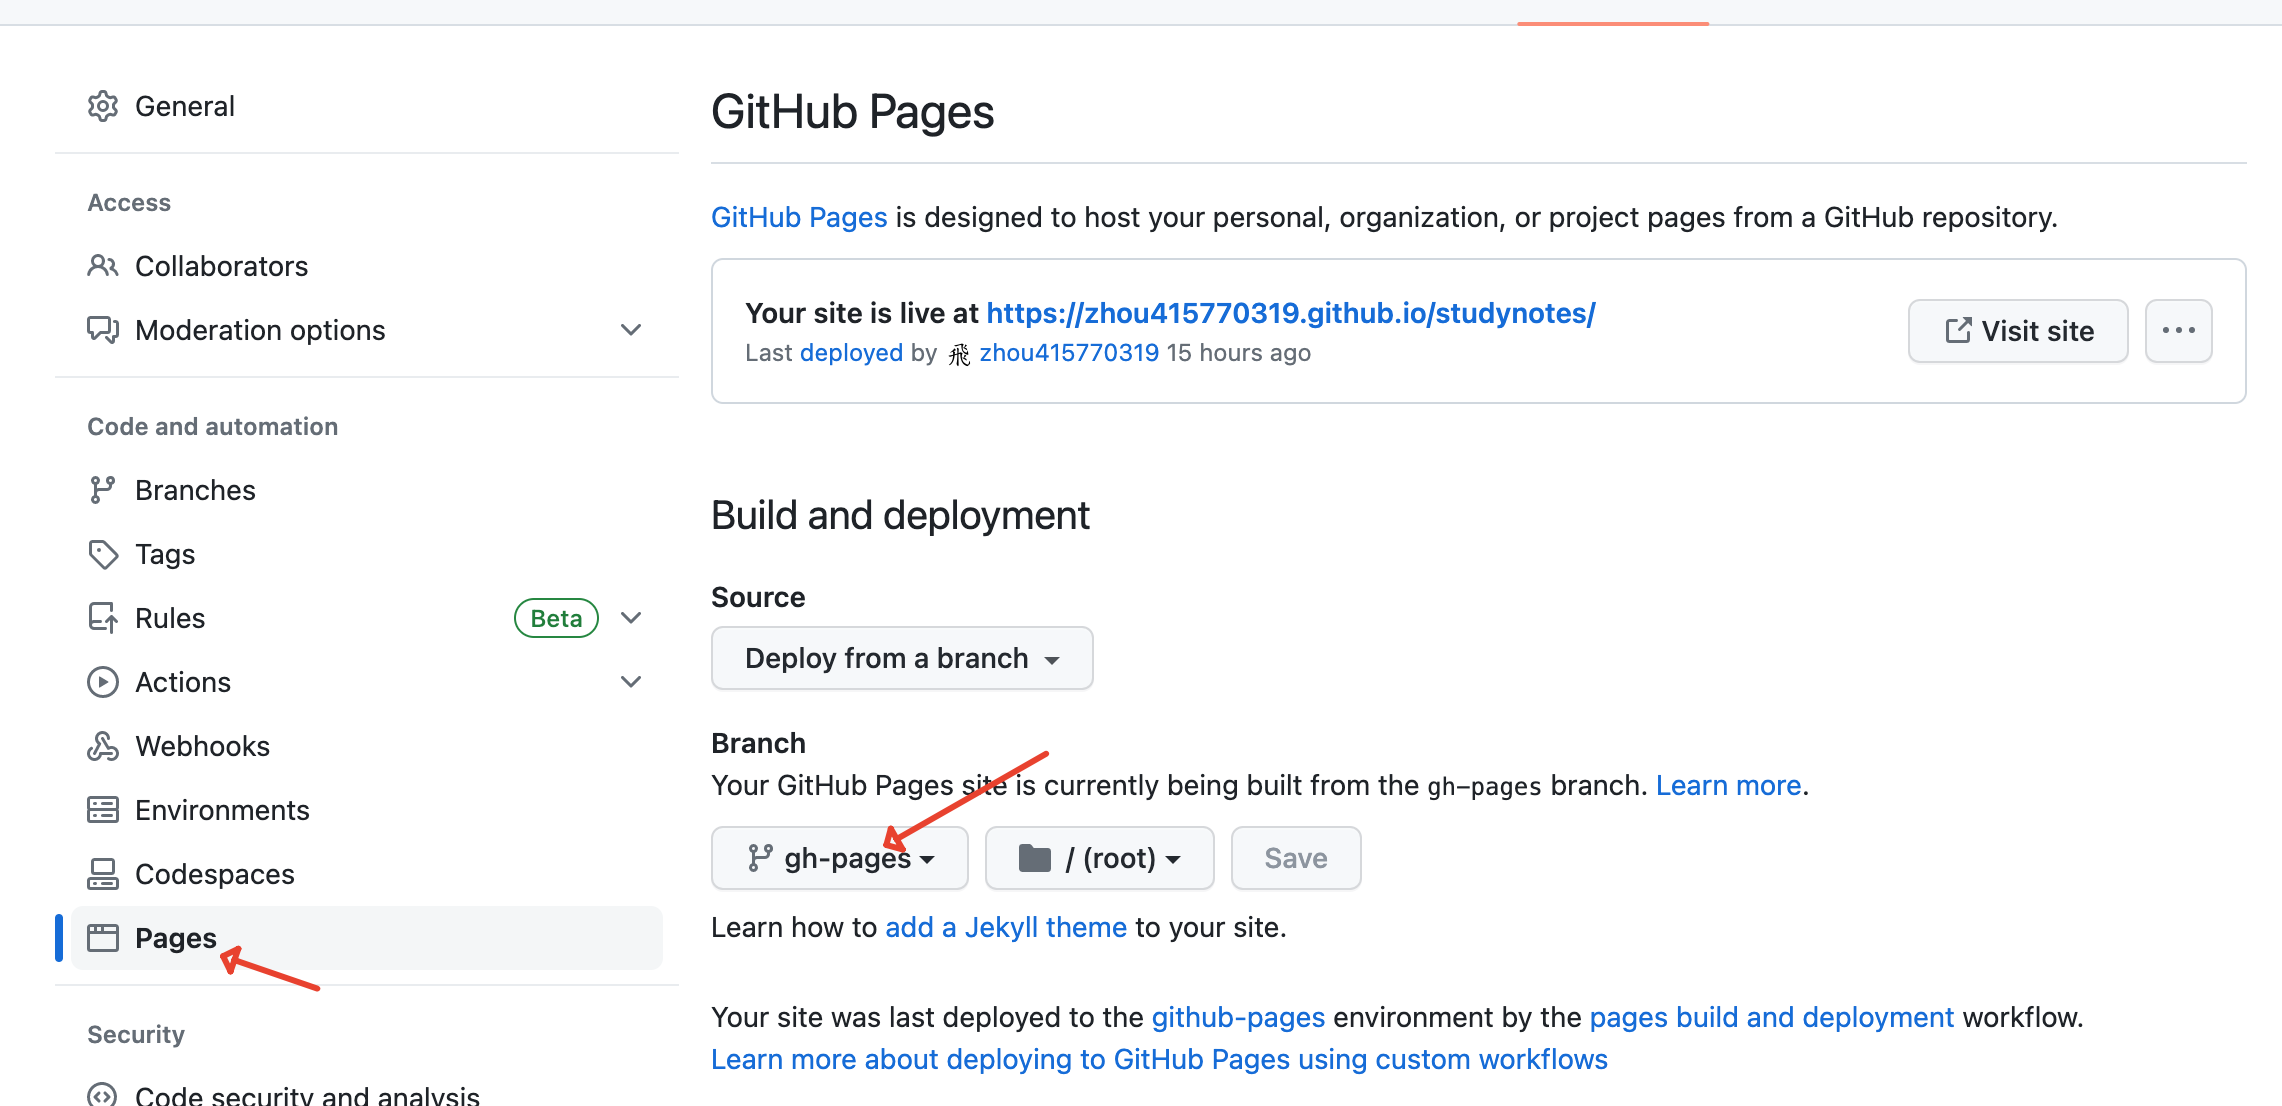 General
Access
Collaborators
Moderation options
Code and automation
Branches
Tags
Rules Beta
Actions
Webhooks
Environments
Codespaces
Pages
Security
Code security and analysis
GitHub Pages
GitHub Pages is designed to host your personal, organization, or project pages from a GitHub repository.
Your site is live at https://zhou415770319.github.io/studynotes/
Last deployed by 飛 zhou415770319 15 hours ago
Visit site
Build and deployment
Source
Deploy from a branch
Branch
Your GitHub Pages site is currently being built from the gh-pages branch. Learn more.
gh-pages / (root) Save
Learn how to add a Jekyll theme to your site.
Your site was last deployed to the github-pages environment by the pages build and deployment workflow.
Learn more about deploying to GitHub Pages using custom workflows